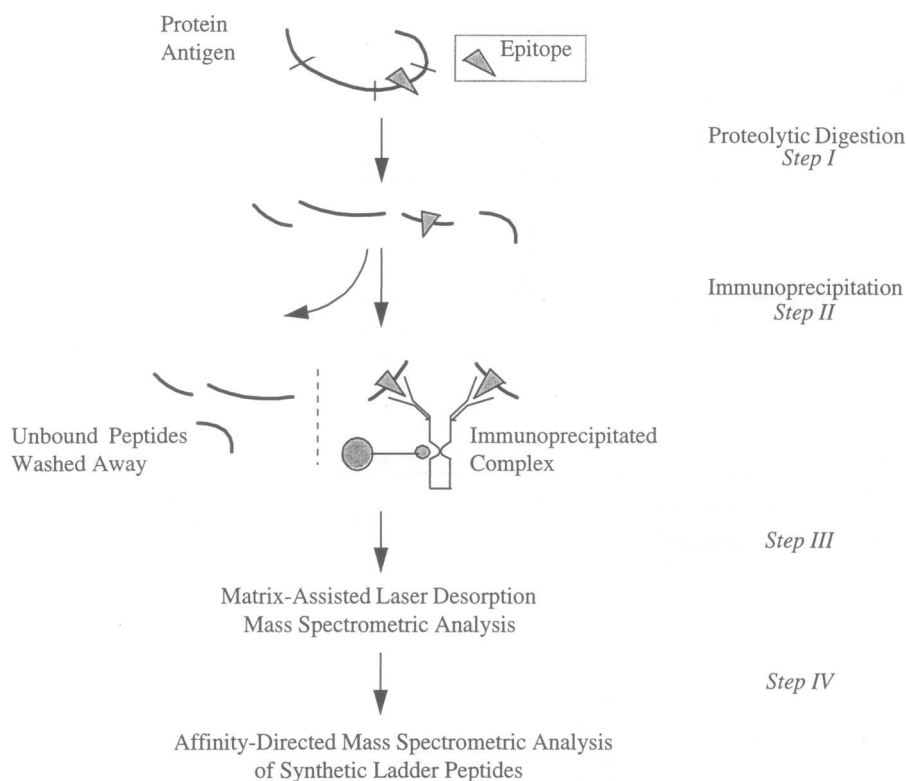 Protein
Antigen
Epitope
Proteolytic Digestion
Step I
Immunoprecipitation
Step II
Unbound Peptides
Washed Away
Immunoprecipitated
Complex
Step III
Matrix-Assisted Laser Desorption
Mass Spectrometric Analysis
Step IV
Affinity-Directed Mass Spectrometric Analysis
of Synthetic Ladder Peptides